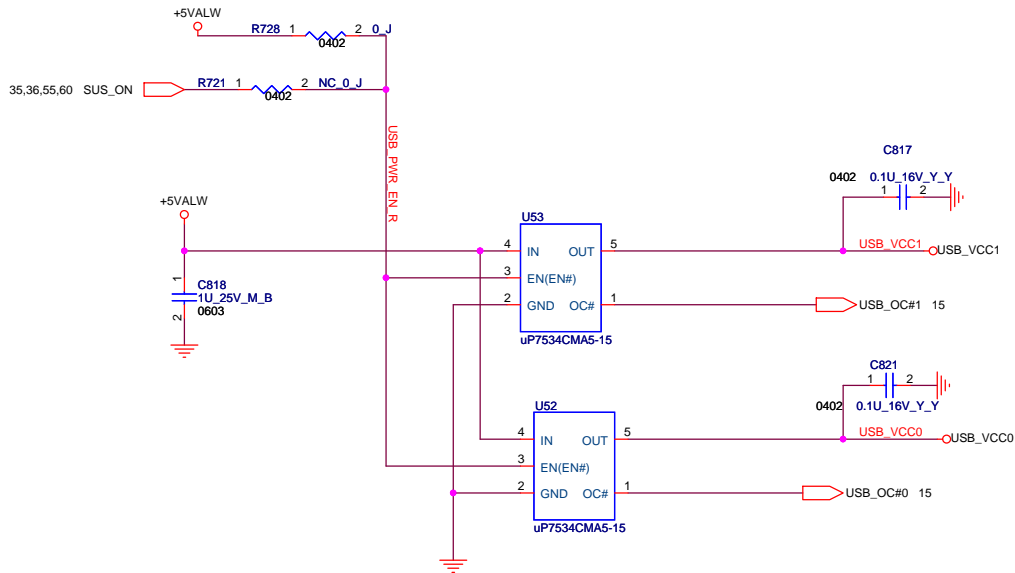 +5VALW
R728 1 2 0_J
0402
35,36,55,60 SUS_ON R721 1 2 NC_0_J
0402
USB_PWR_EN_R
C817
0402 0.1U_16V_Y_Y
1 2
+5VALW
U53
4 IN OUT 5 USB_VCC1 USB_VCC1
3 EN(EN#)
2 GND OC# 1 USB_OC#1 15
uP7534CMA5-15
1 C818
1U_25V_M_B
2 0603
C821
1 2
0402 0.1U_16V_Y_Y
U52
4 IN OUT 5 USB_VCC0 USB_VCC0
3 EN(EN#)
2 GND OC# 1 USB_OC#0 15
uP7534CMA5-15